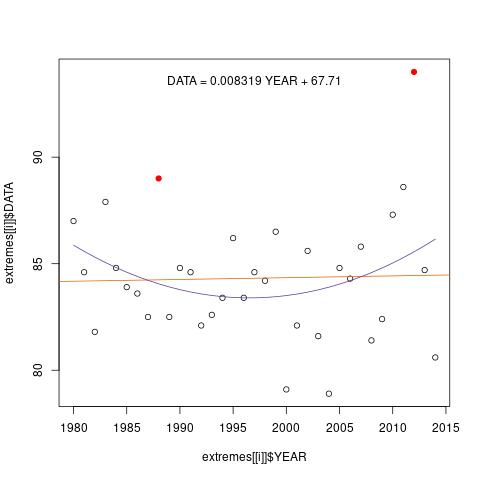 DATA = 0.008319 YEAR + 67.71
extremes[[i]]$DATA
90
85
80
1980 1985 1990 1995 2000 2005 2010 2015
extremes[[i]]$YEAR